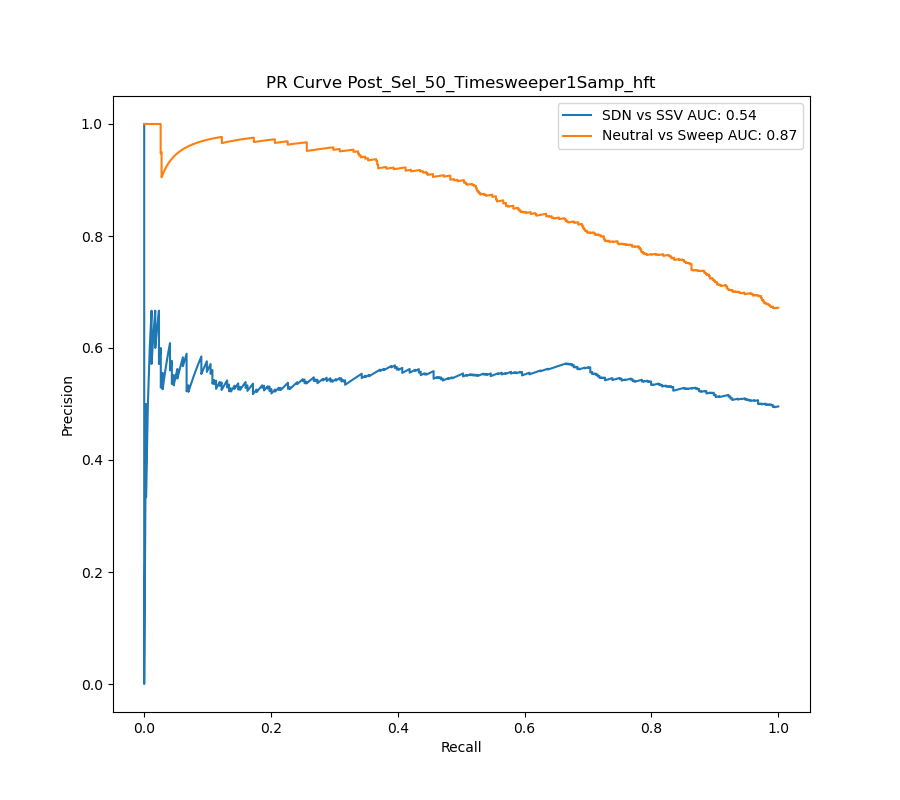 PR Curve Post_Sel_50_Timesweeper1Samp_hft
SDN vs SSV AUC: 0.54
Neutral vs Sweep AUC: 0.87
1.0
0.8
0.6
0.4
0.2
0.0
Precision
0.0 0.2 0.4 0.6 0.8 1.0
Recall